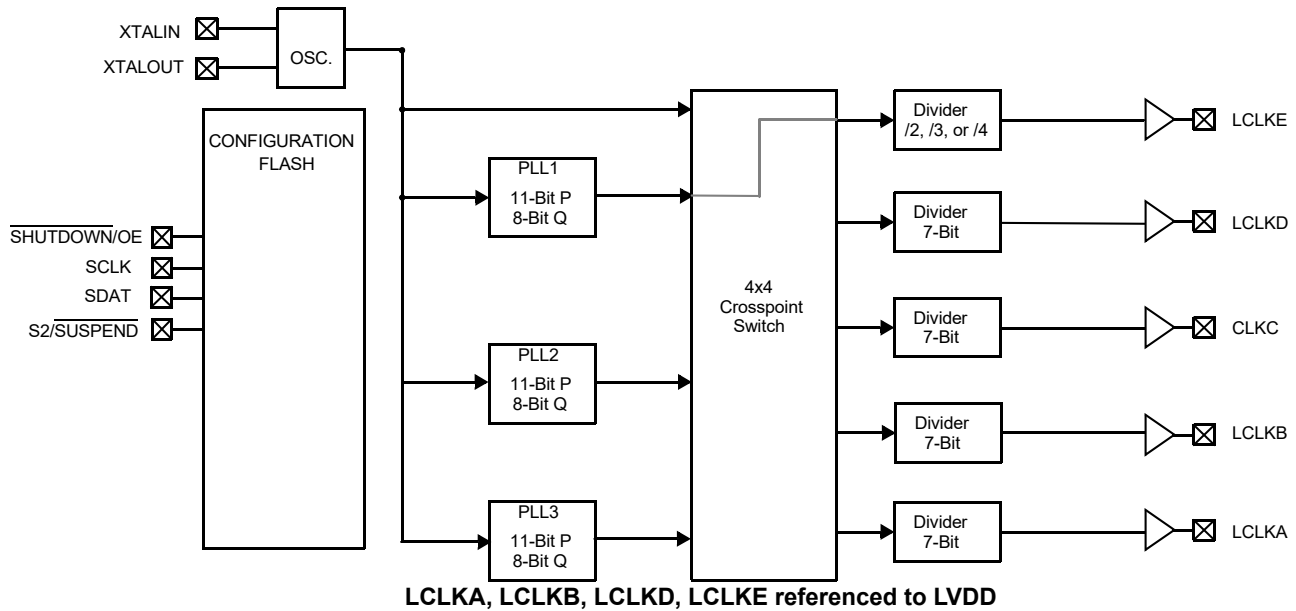 XTALIN
XTALOUT
OSC.
CONFIGURATION
FLASH
SHUTDOWN/OE
SCLK
SDAT
S2/SUSPEND
PLL1
11-Bit P
8-Bit Q
PLL2
11-Bit P
8-Bit Q
PLL3
11-Bit P
8-Bit Q
4x4
Crosspoint
Switch
Divider
/2, /3, or /4
LCLKE
Divider
7-Bit
LCLKD
Divider
7-Bit
CLKC
Divider
7-Bit
LCLKB
Divider
7-Bit
LCLKA
LCLKA, LCLKB, LCLKD, LCLKE referenced to LVDD